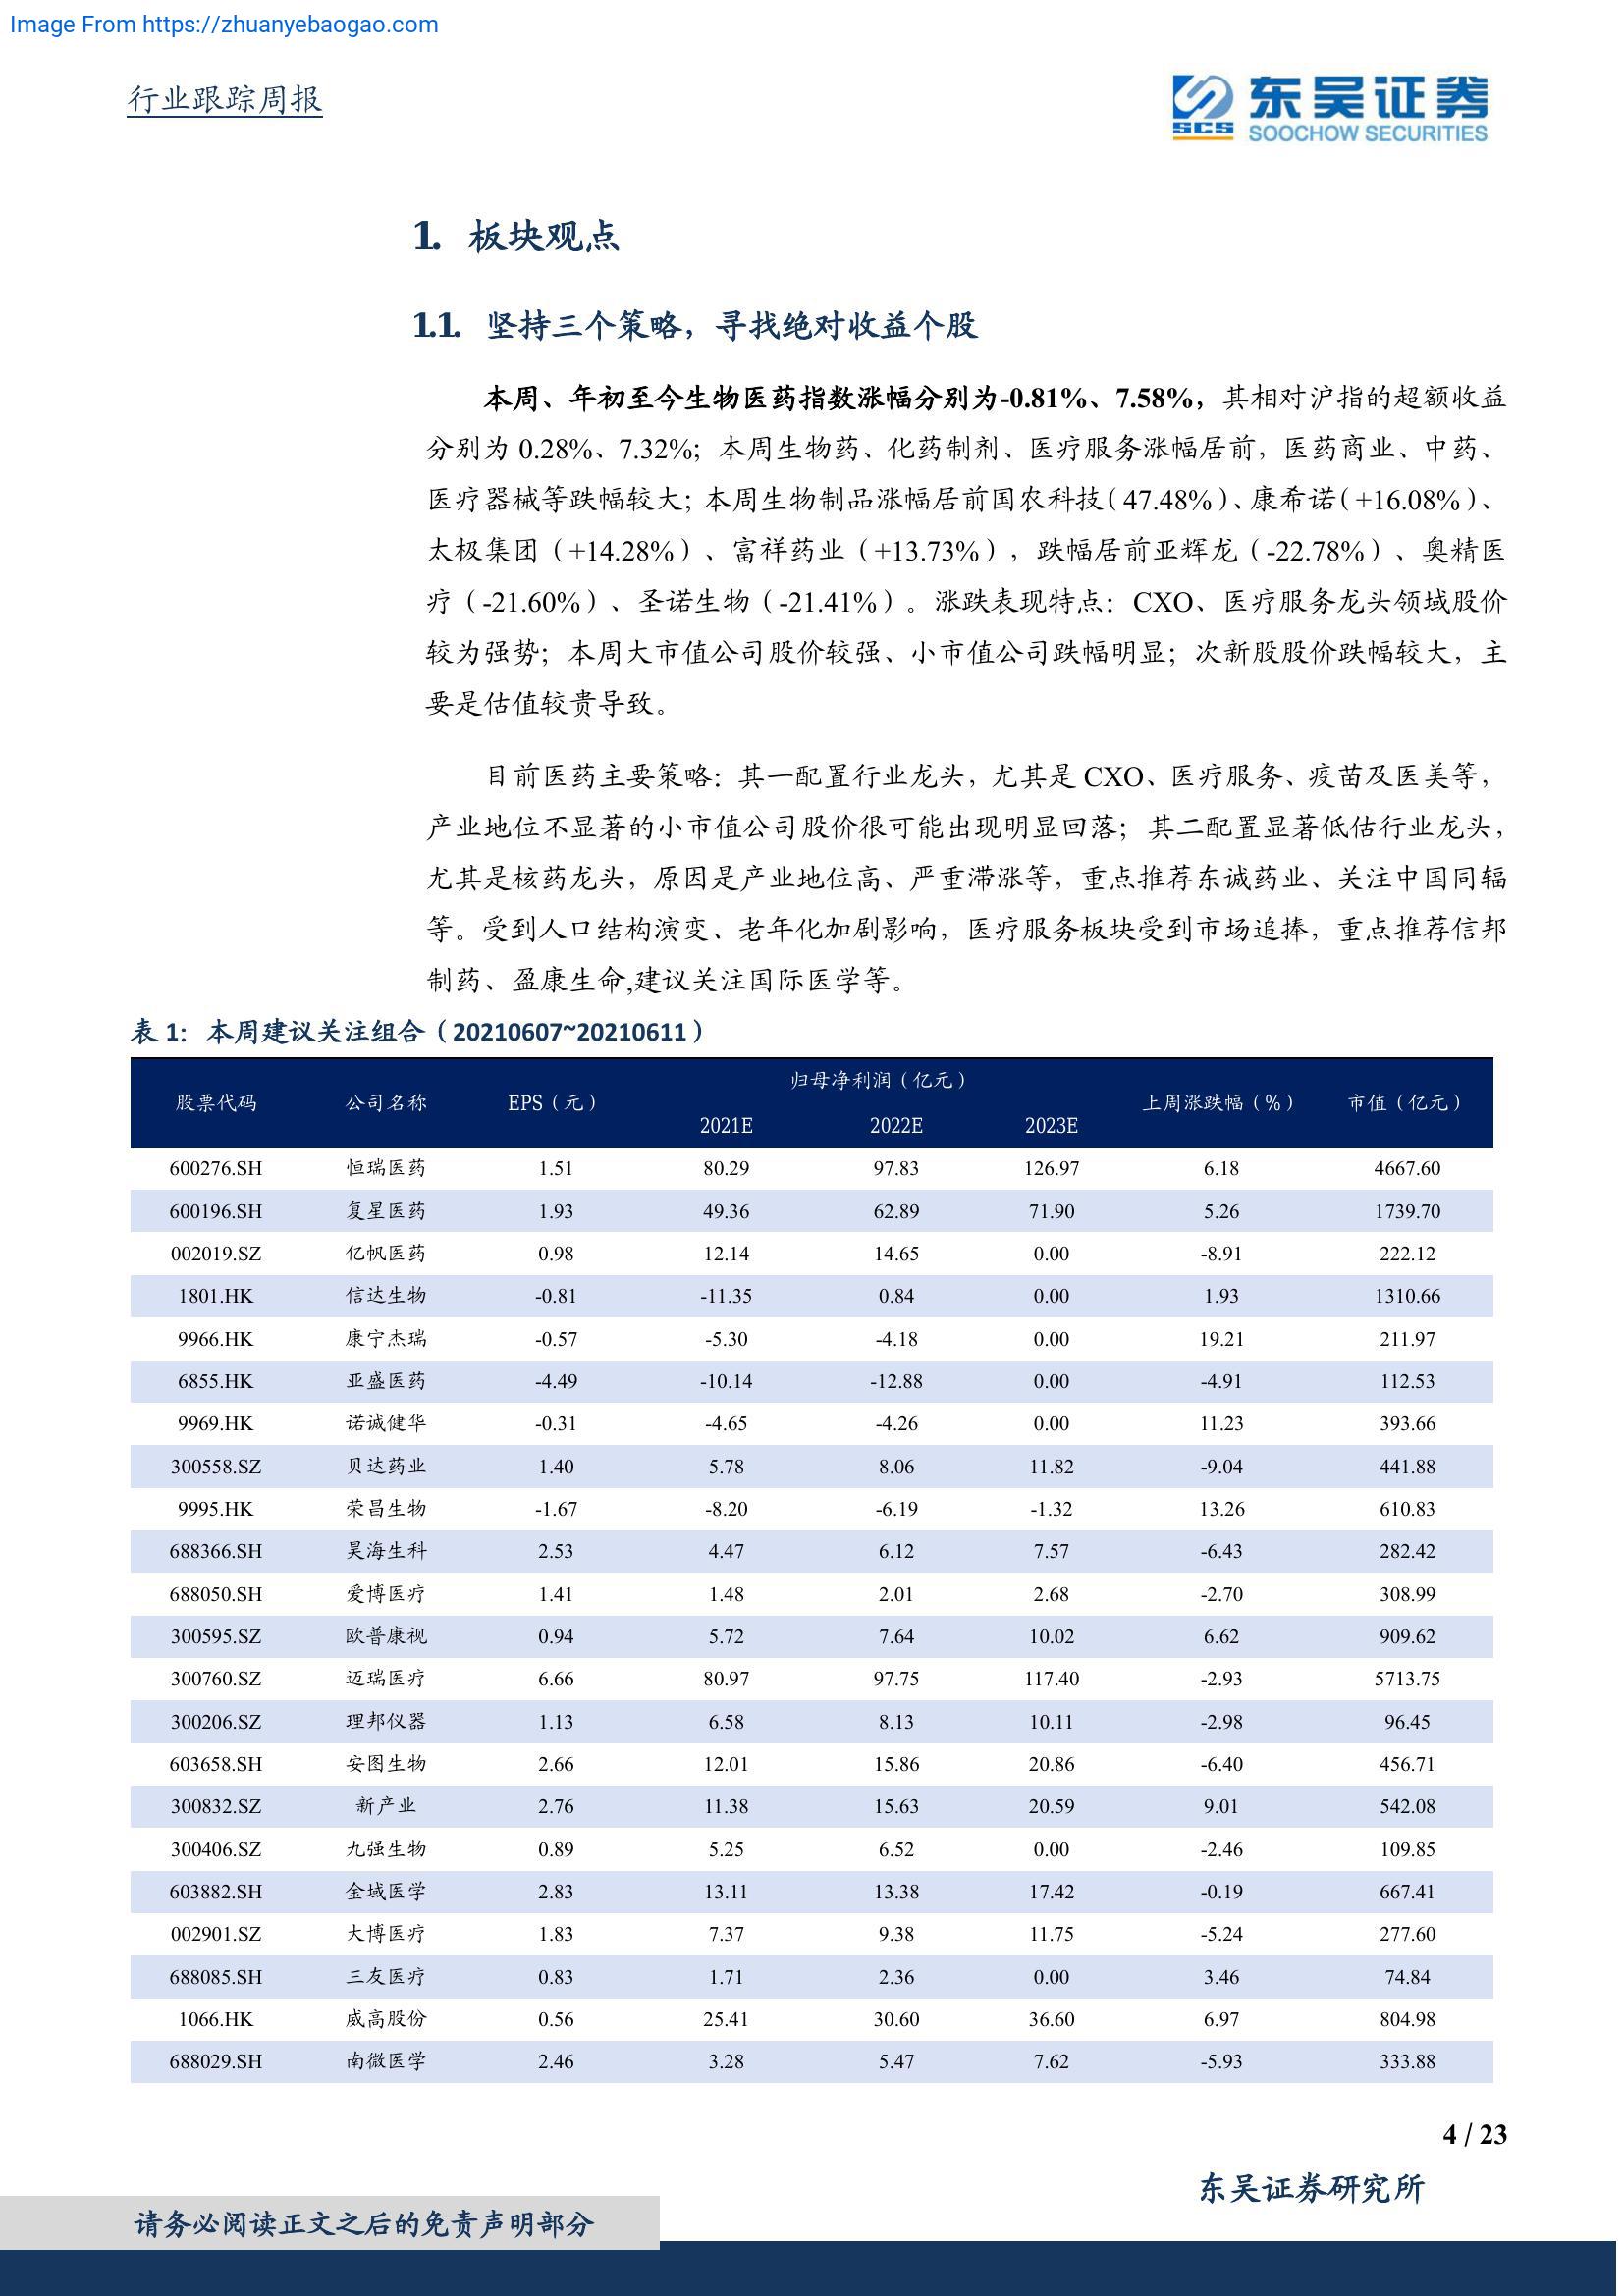 Image From https://zhuanyebaogao.com
行业跟踪周报
SCS 东吴证券
SOOCHOW SECURITIES
1. 板块观点
1.1. 坚持三个策略，寻找绝对收益个股
本周、年初至今生物医药指数涨幅分别为-0.81%、7.58%，其相对沪指的超额收益
分别为 0.28%、7.32%；本周生物药、化药制剂、医疗服务涨幅居前，医药商业、中药、
医疗器械等跌幅较大；本周生物制品涨幅居前国农科技（47.48%）、康希诺（+16.08%）、
太极集团（+14.28%）、富祥药业（+13.73%），跌幅居前亚辉龙（-22.78%）、奥精医
疗（-21.60%）、圣诺生物（-21.41%）。涨跌表现特点：CXO、医疗服务龙头领域股价
较为强势；本周大市值公司股价较强、小市值公司跌幅明显；次新股股价跌幅较大，主
要是估值较贵导致。
目前医药主要策略：其一配置行业龙头，尤其是 CXO、医疗服务、疫苗及医美等，
产业地位不显著的小市值公司股价很可能出现明显回落；其二配置显著低估行业龙头，
尤其是核药龙头，原因是产业地位高、严重滞涨等，重点推荐东诚药业、关注中国同辐
等。受到人口结构演变、老年化加剧影响，医疗服务板块受到市场追捧，重点推荐信邦
制药、盈康生命,建议关注国际医学等。
表 1：本周建议关注组合（20210607~20210611）
股票代码 公司名称 EPS（元） 归母净利润（亿元） 上周涨跌幅（%） 市值（亿元）
2021E 2022E 2023E
600276.SH 恒瑞医药 1.51 80.29 97.83 126.97 6.18 4667.60
600196.SH 复星医药 1.93 49.36 62.89 71.90 5.26 1739.70
002019.SZ 亿帆医药 0.98 12.14 14.65 0.00 -8.91 222.12
1801.HK 信达生物 -0.81 -11.35 0.84 0.00 1.93 1310.66
9966.HK 康宁杰瑞 -0.57 -5.30 -4.18 0.00 19.21 211.97
6855.HK 亚盛医药 -4.49 -10.14 -12.88 0.00 -4.91 112.53
9969.HK 诺诚健华 -0.31 -4.65 -4.26 0.00 11.23 393.66
300558.SZ 贝达药业 1.40 5.78 8.06 11.82 -9.04 441.88
9995.HK 荣昌生物 -1.67 -8.20 -6.19 -1.32 13.26 610.83
688366.SH 昊海生科 2.53 4.47 6.12 7.57 -6.43 282.42
688050.SH 爱博医疗 1.41 1.48 2.01 2.68 -2.70 308.99
300595.SZ 欧普康视 0.94 5.72 7.64 10.02 6.62 909.62
300760.SZ 迈瑞医疗 6.66 80.97 97.75 117.40 -2.93 5713.75
300206.SZ 理邦仪器 1.13 6.58 8.13 10.11 -2.98 96.45
603658.SH 安图生物 2.66 12.01 15.86 20.86 -6.40 456.71
300832.SZ 新产业 2.76 11.38 15.63 20.59 9.01 542.08
300406.SZ 九强生物 0.89 5.25 6.52 0.00 -2.46 109.85
603882.SH 金域医学 2.83 13.11 13.38 17.42 -0.19 667.41
002901.SZ 大博医疗 1.83 7.37 9.38 11.75 -5.24 277.60
688085.SH 三友医疗 0.83 1.71 2.36 0.00 3.46 74.84
1066.HK 威高股份 0.56 25.41 30.60 36.60 6.97 804.98
688029.SH 南微医学 2.46 3.28 5.47 7.62 -5.93 333.88
4 / 23
东吴证券研究所
请务必阅读正文之后的免责声明部分